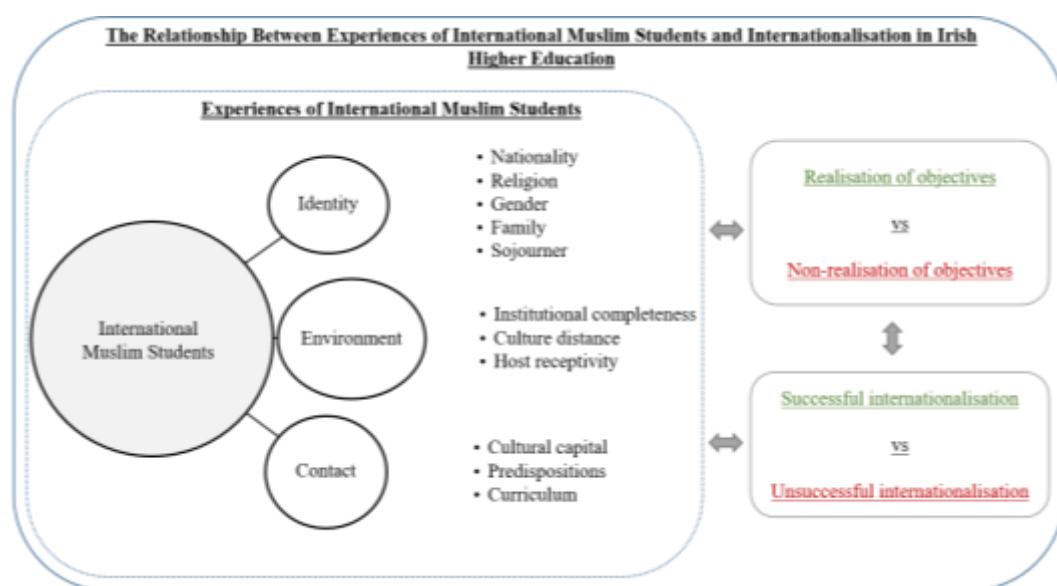 The Relationship Between Experiences of International Muslim Students and Internationalisation in Irish
Higher Education
Experiences of International Muslim Students
International
Muslim Students
Identity
• Nationality
• Religion
• Gender
• Family
• Sojourner
Environment
• Institutional completeness
• Culture distance
• Host receptivity
Contact
• Cultural capital
• Predispositions
• Curriculum
Realisation of objectives
vs
Non-realisation of objectives
Successful internationalisation
vs
Unsuccessful internationalisation